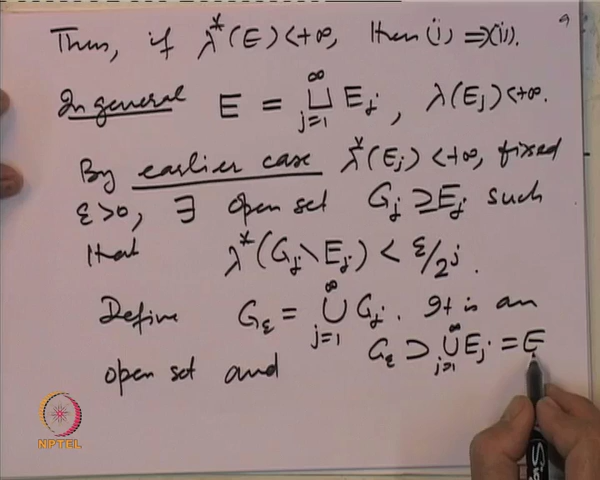 9
Thus, if λ*(E) < +∞, then (i) ⇒ (ii).
In general E = ⊔_{j=1}^{∞} E_j, λ(E_j) < +∞.
By earlier case λ*(E_j) < +∞, fixed
ε > 0, ∃ open set G_j ⊇ E_j such
that λ*(G_j \ E_j) < ε/2^j.
Define G_ε = ∪_{j=1}^{∞} G_j. It is an
open set and G_ε ⊃ ∪_{j=1}^{∞} E_j = E
NPTEL